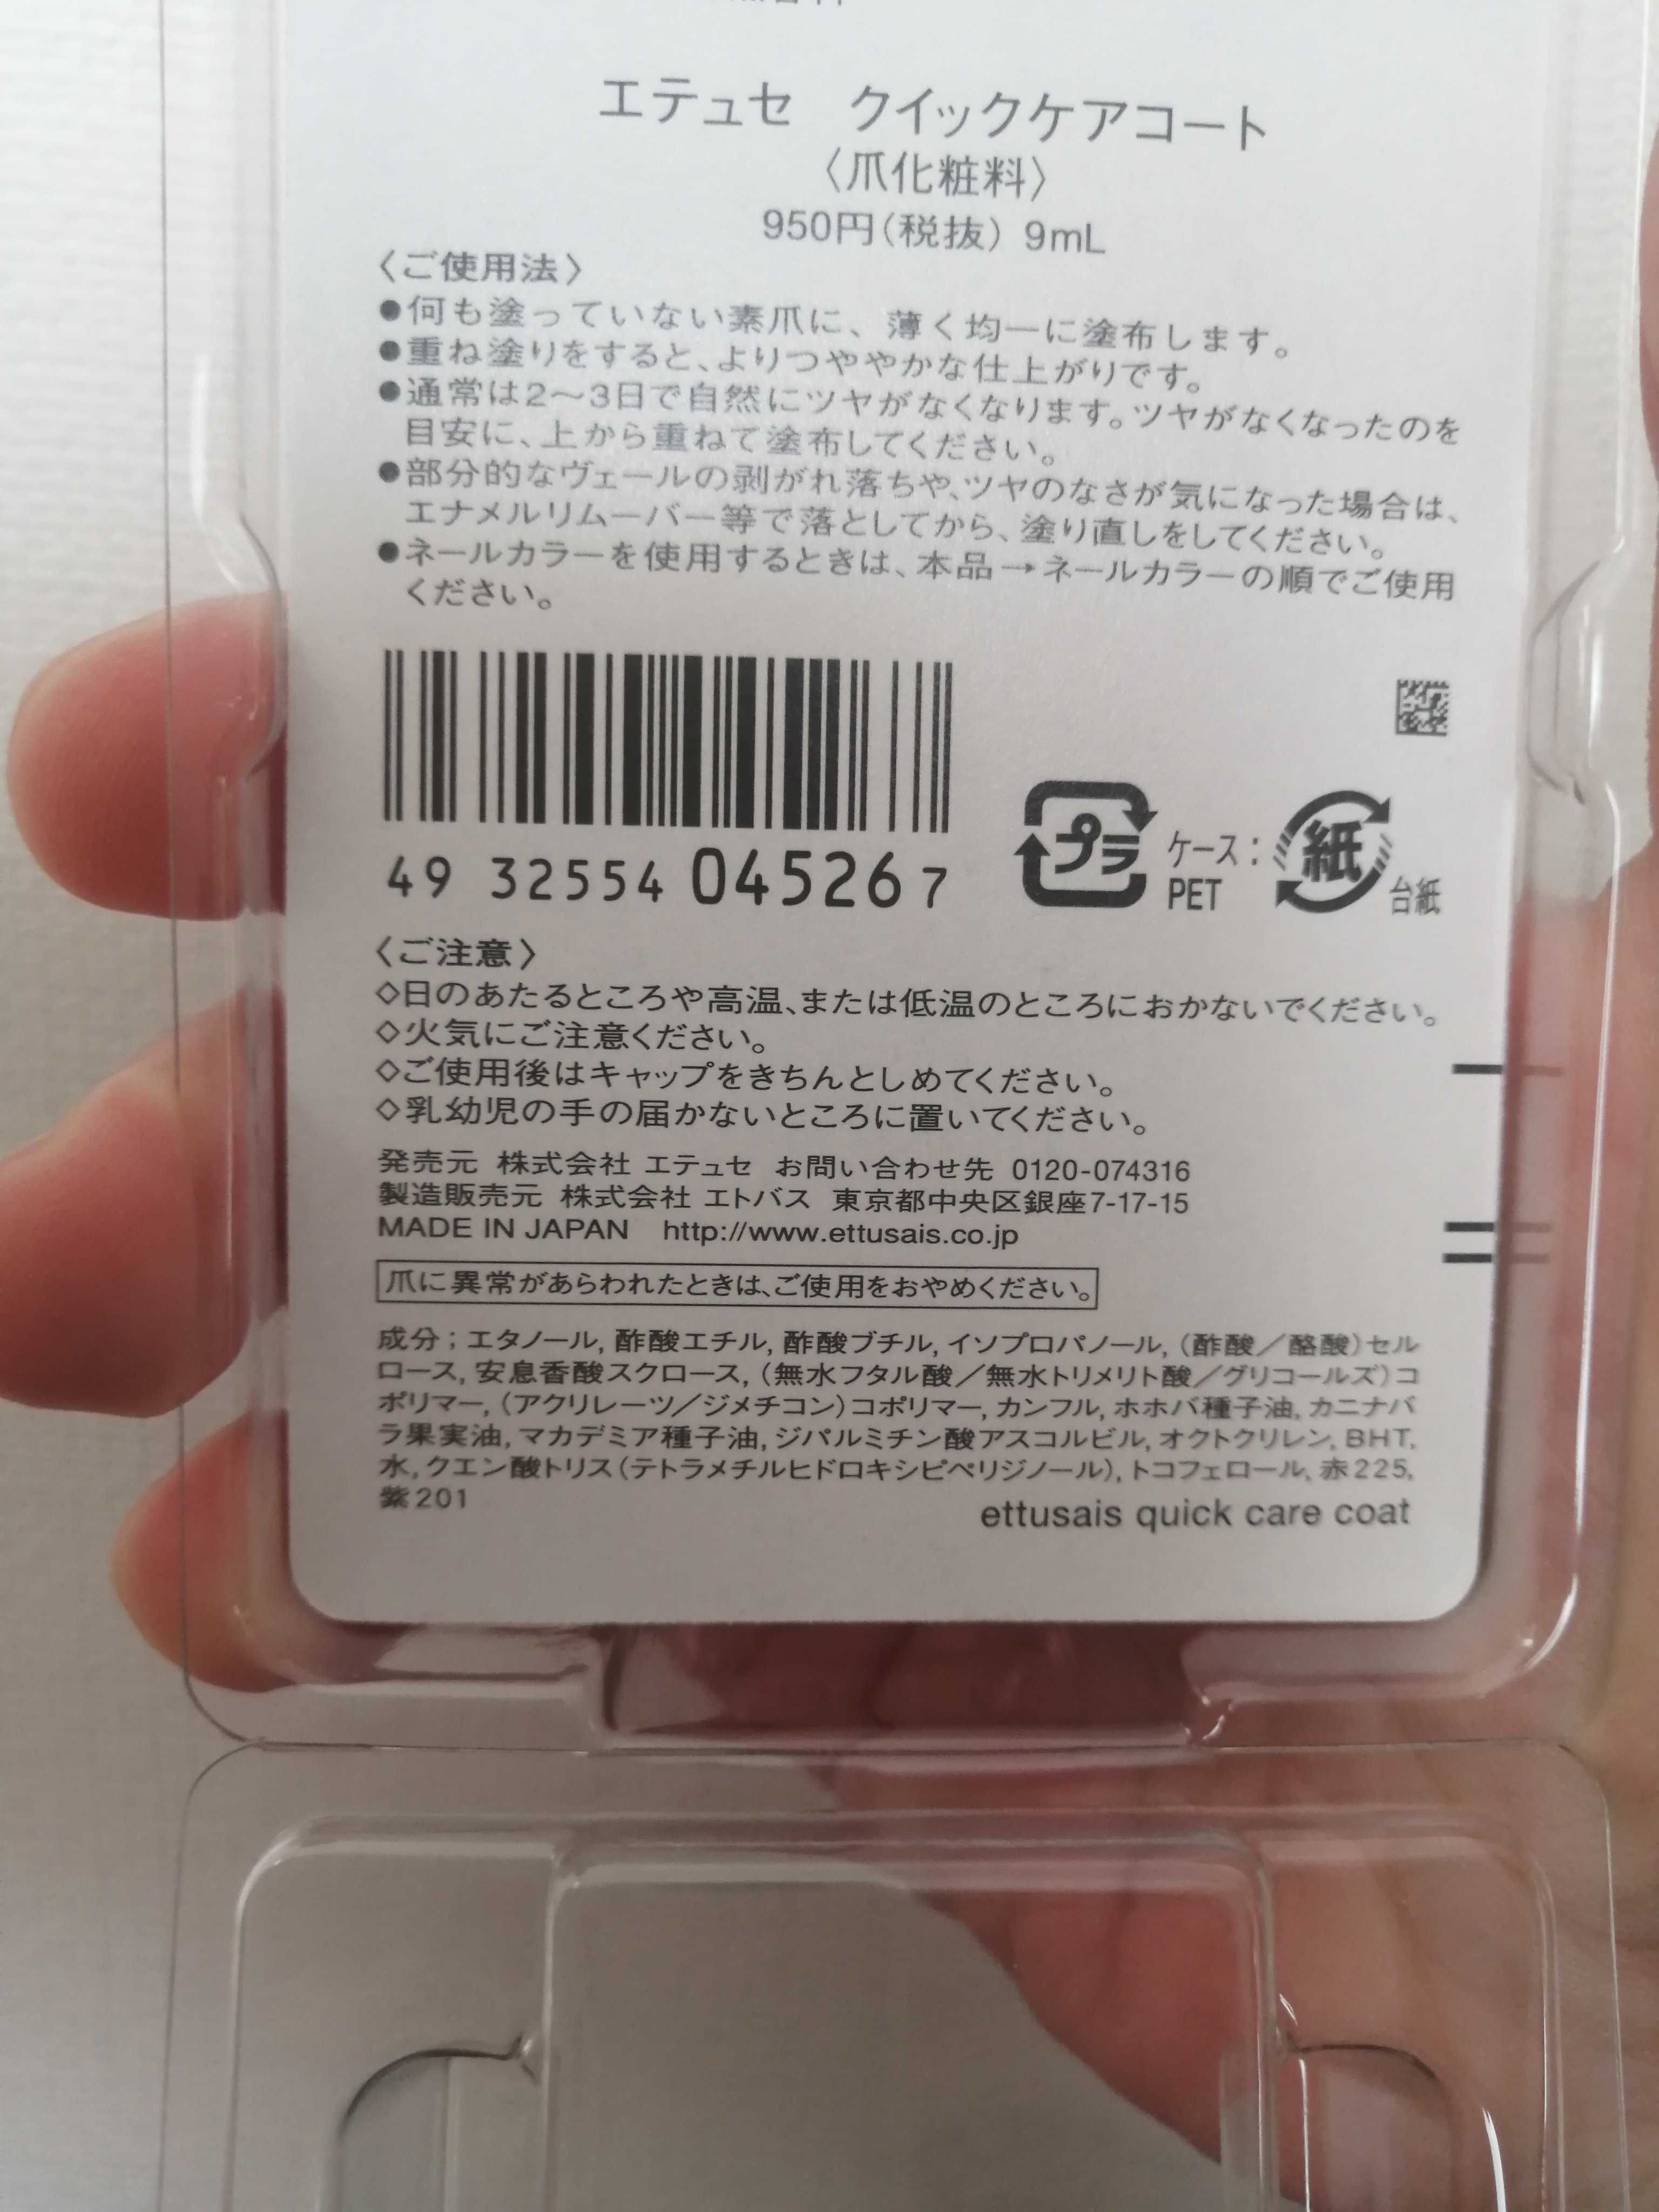 エテュセ　クイックケアコート
〈爪化粧料〉
950円(税抜) 9mL
〈ご使用法〉
●何も塗っていない素爪に、薄く均一に塗布します。
●重ね塗りをすると、よりつややかな仕上がりです。
●通常は2〜3日で自然にツヤがなくなります。ツヤがなくなったのを
目安に、上から重ねて塗布してください。
●部分的なヴェールの剥がれ落ちや、ツヤのなさが気になった場合は、
エナメルリムーバー等で落としてから、塗り直しをしてください。
●ネールカラーを使用するときは、本品→ネールカラーの順でご使用
ください。
49 32554 04526 7
プラ ケース：PET 紙 台紙
〈ご注意〉
◇日のあたるところや高温、または低温のところにおかないでください。
◇火気にご注意ください。
◇ご使用後はキャップをきちんとしめてください。
◇乳幼児の手の届かないところに置いてください。
発売元 株式会社 エテュセ お問い合わせ先 0120-074316
製造販売元 株式会社 エトバス 東京都中央区銀座7-17-15
MADE IN JAPAN http://www.ettusais.co.jp
爪に異常があらわれたときは、ご使用をおやめください。
成分；エタノール, 酢酸エチル, 酢酸ブチル, イソプロパノール, (酢酸／酪酸)セル
ロース, 安息香酸スクロース, (無水フタル酸／無水トリメリト酸／グリコールズ)コ
ポリマー, (アクリレーツ／ジメチコン)コポリマー, カンフル, ホホバ種子油, カニナバ
ラ果実油, マカデミア種子油, ジパルミチン酸アスコルビル, オクトクリレン, BHT,
水, クエン酸トリス(テトラメチルヒドロキシピペリジノール), トコフェロール, 赤225,
紫201
ettusais quick care coat